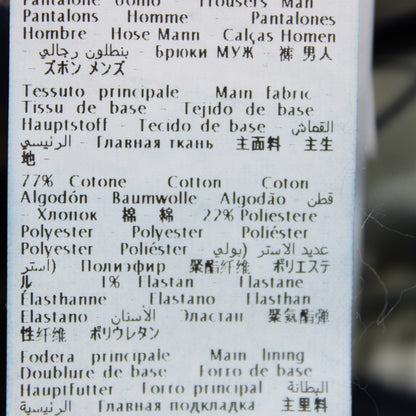 Pantalone uomo - Trousers Man
Pantalons Homme - Pantalones
Hombre - Hose Mann - Calças Homen
- بنطلون رجالي - Брюки МУЖ - 裤 男人
- ズボン メンズ
Tessuto principale - Main fabric -
Tissu de base - Tejido de base -
Hauptstoff - Tecido de base - القماش
الرئيسي - Главная ткань - 主面料 - 主生
地 -
77% Cotone Cotton Coton
Algodón - Baumwolle Algodão - قطن
- Хлопок 棉 綿 - 22% Poliestere
Polyester Polyester Poliéster
Polyester Poliéster عديد الاستر (بولي
أستر) Полиэфир 聚酯纤维 ポリエステ
ル 1% Elastan Elastane
Elasthanne Elastano Elasthan
Elastano الاستان Эластан 聚氨酯弹
性纤维 ポリウレタン
Fodera principale Main lining
Doublure de base Forro de base
Hauptfutter Forro principal البطانة
الرئيسية Главная подкладка 主里料